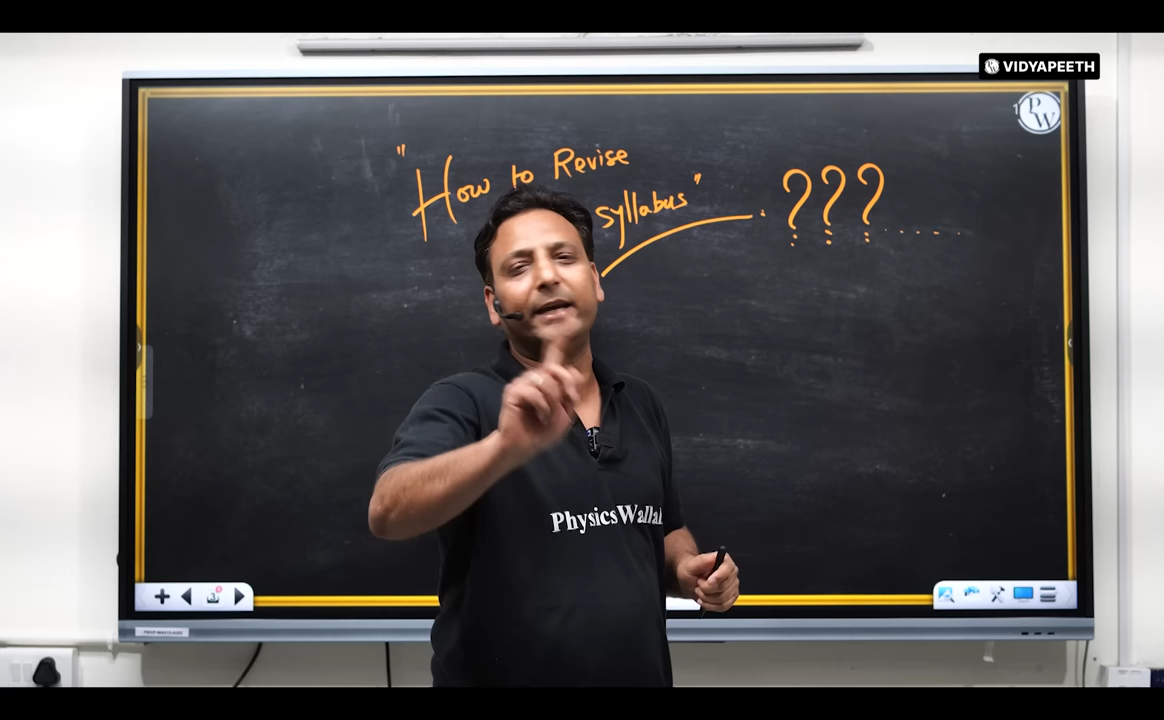 VIDYAPEETH
PW
"How to Revise
syllabus" . ? ? ? .....
PhysicsWallah